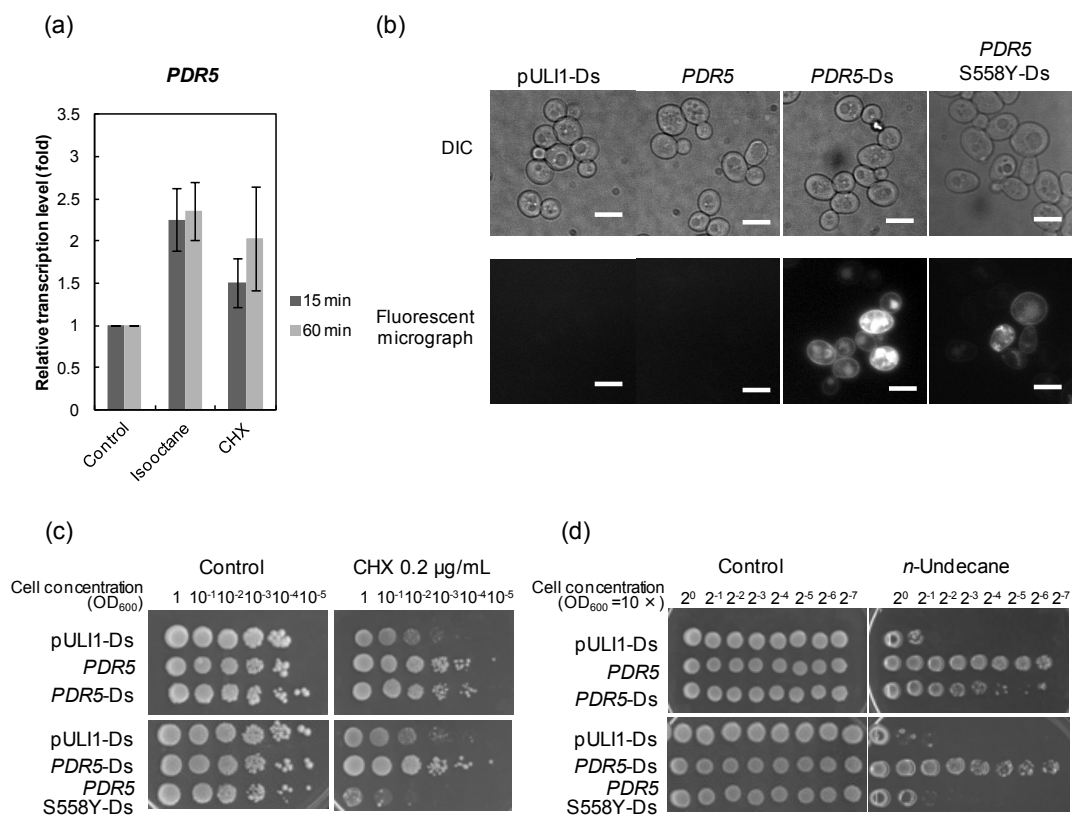 (a)
PDR5
Relative transcription level (fold)
3.5
3
2.5
2
1.5
1
0.5
0
Control
Isooctane
CHX
15 min
60 min
(b)
pULI1-Ds
PDR5
PDR5-Ds
PDR5
S558Y-Ds
DIC
Fluorescent
micrograph
(c)
Control
CHX 0.2 µg/mL
Cell concentration
(OD600)
1 10-1 10-2 10-3 10-4 10-5
1 10-1 10-2 10-3 10-4 10-5
pULI1-Ds
PDR5
PDR5-Ds
pULI1-Ds
PDR5-Ds
PDR5
S558Y-Ds
(d)
Control
n-Undecane
Cell concentration
(OD600 =10 ×)
2⁰ 2-1 2-2 2-3 2-4 2-5 2-6 2-7
2⁰ 2-1 2-2 2-3 2-4 2-5 2-6 2-7
pULI1-Ds
PDR5
PDR5-Ds
pULI1-Ds
PDR5-Ds
PDR5
S558Y-Ds